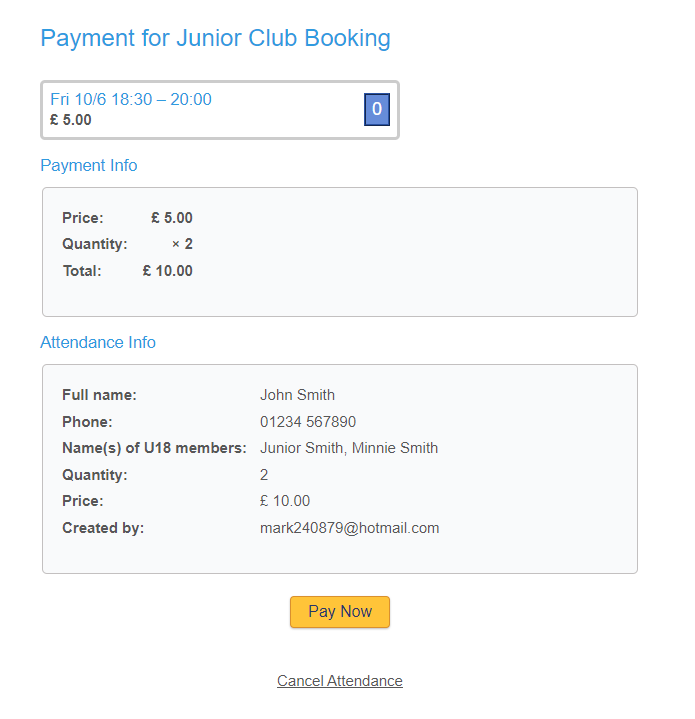 Payment for Junior Club Booking
Fri 10/6 18:30 – 20:00
£ 5.00
0
Payment Info
Price: £ 5.00
Quantity: × 2
Total: £ 10.00
Attendance Info
Full name: John Smith
Phone: 01234 567890
Name(s) of U18 members: Junior Smith, Minnie Smith
Quantity: 2
Price: £ 10.00
Created by: mark240879@hotmail.com
Pay Now
Cancel Attendance